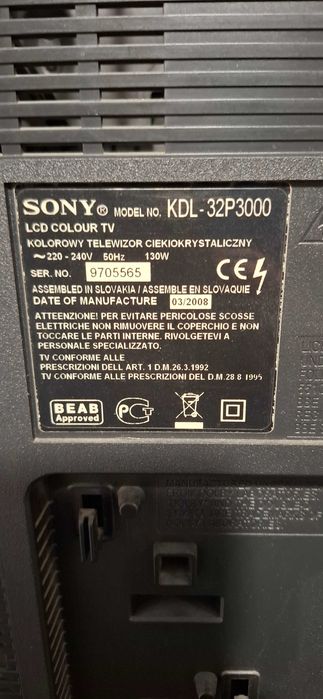 SONY® MODEL NO. KDL-32P3000
LCD COLOUR TV
KOLOROWY TELEWIZOR CIEKIOKRYSTALICZNY
~220 - 240V 50Hz 130W
SER. NO. 9705565
CE
ASSEMBLED IN SLOVAKIA / ASSEMBLE EN SLOVAQUIE
DATE OF MANUFACTURE 03/2008
ATTEENZIONE! PER EVITARE PERICOLOSE SCOSSE
ELETTRICHE NON RIMUOVERE IL COPERCHIO E NON
TOCCARE LE PARTI INTERNE. RIVOLGETEVI A
PERSONALE SPECIALIZZATO.
TV CONFORME ALLE
PRESCRIZIONI DELL ART. 1 D.M.26.3.1992
TV CONFORME ALLE PRESCRIZIONI DEL D.M.28.8 1995
BEAB
Approved